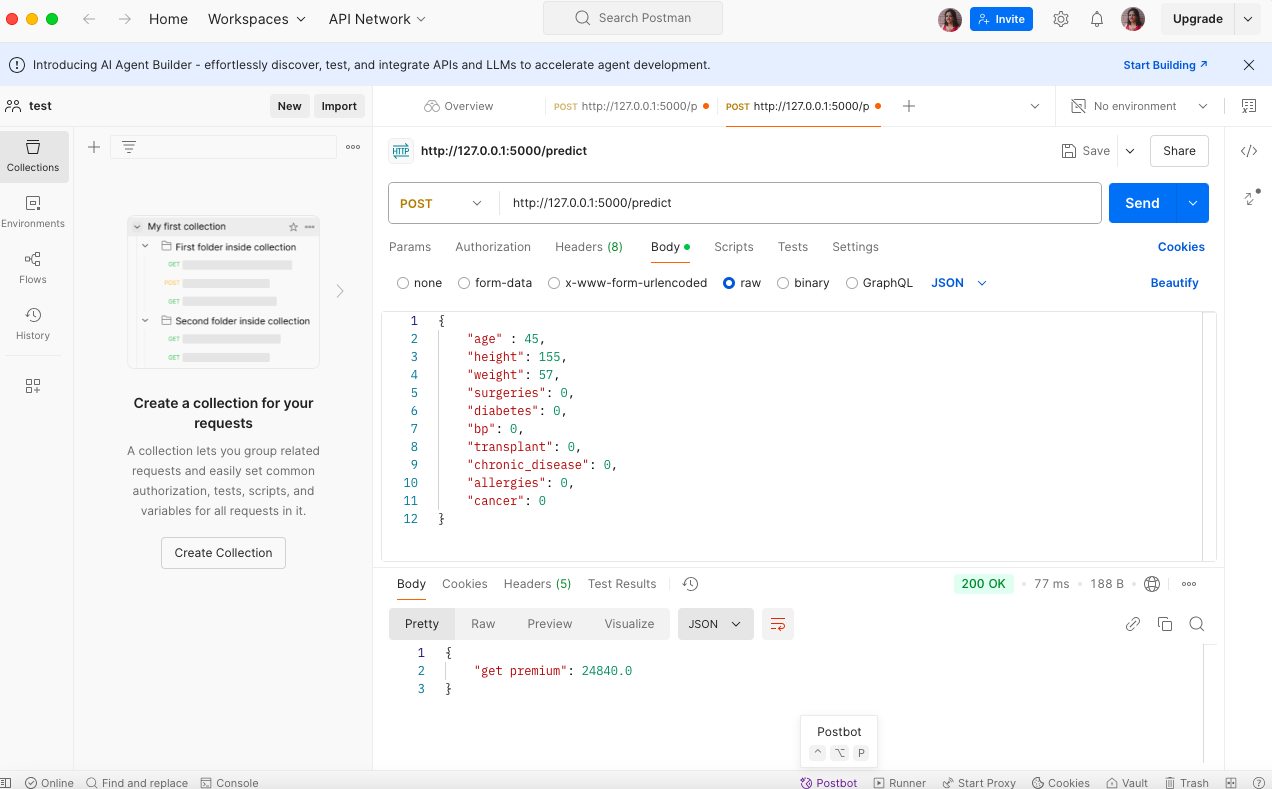 Home Workspaces API Network Search Postman Invite Upgrade
Introducing AI Agent Builder - effortlessly discover, test, and integrate APIs and LLMs to accelerate agent development. Start Building
test New Import Overview POST http://127.0.0.1:5000/p POST http://127.0.0.1:5000/p No environment
Collections
Environments
Flows
History
My first collection
First folder inside collection
GET
POST
GET
Second folder inside collection
GET
GET
Create a collection for your
requests
A collection lets you group related
requests and easily set common
authorization, tests, scripts, and
variables for all requests in it.
Create Collection
HTTP http://127.0.0.1:5000/predict Save Share
POST http://127.0.0.1:5000/predict Send
Params Authorization Headers (8) Body Scripts Tests Settings Cookies
none form-data x-www-form-urlencoded raw binary GraphQL JSON Beautify
1 {
2 "age" : 45,
3 "height": 155,
4 "weight": 57,
5 "surgeries": 0,
6 "diabetes": 0,
7 "bp": 0,
8 "transplant": 0,
9 "chronic_disease": 0,
10 "allergies": 0,
11 "cancer": 0
12 }
Body Cookies Headers (5) Test Results 200 OK 77 ms 188 B
Pretty Raw Preview Visualize JSON
1 {
2 "get premium": 24840.0
3 }
Postbot
^ ⌥ P
Online Find and replace Console Postbot Runner Start Proxy Cookies Vault Trash